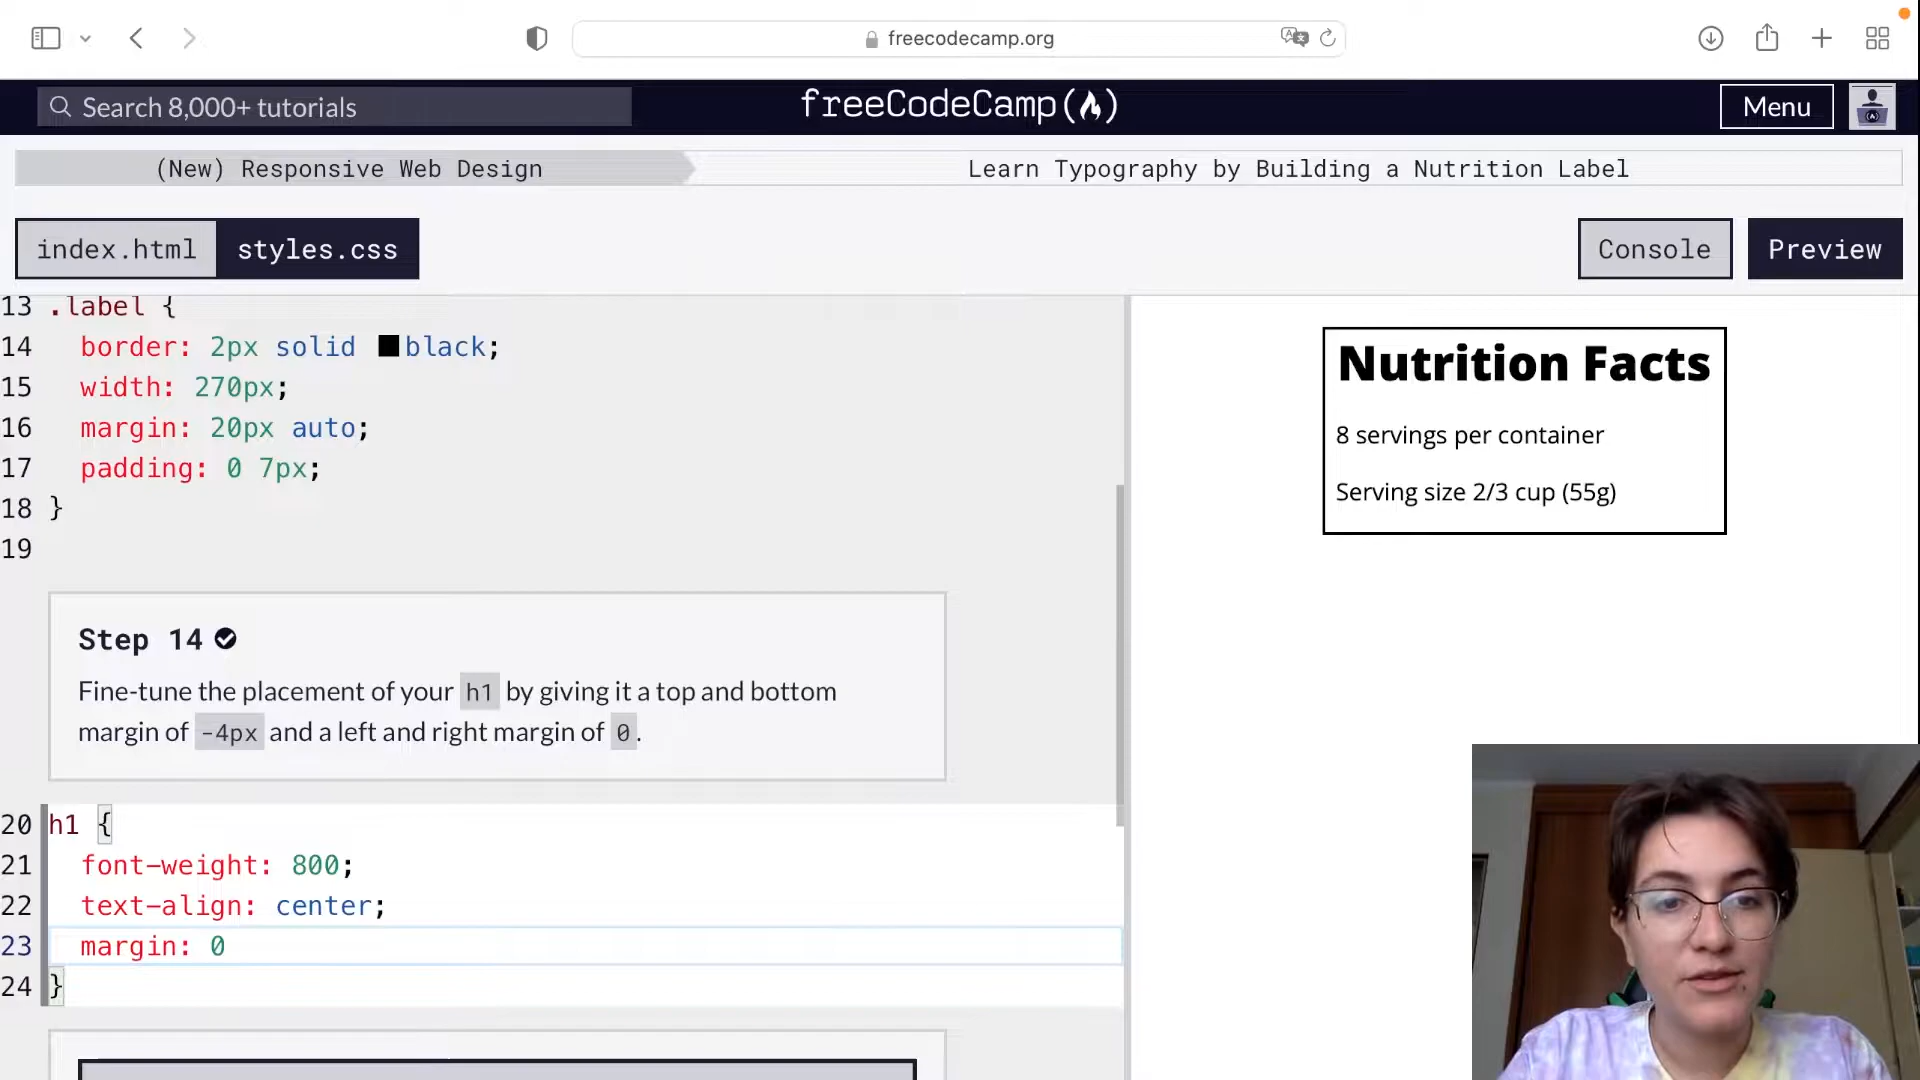 freecodecamp.org
Search 8,000+ tutorials
freeCodeCamp(🔥)
Menu
(New) Responsive Web Design
Learn Typography by Building a Nutrition Label
index.html
styles.css
Console
Preview
13 .label {
14 border: 2px solid black;
15 width: 270px;
16 margin: 20px auto;
17 padding: 0 7px;
18 }
19
Step 14
Fine-tune the placement of your h1 by giving it a top and bottom
margin of -4px and a left and right margin of 0.
20 h1 {
21 font-weight: 800;
22 text-align: center;
23 margin: 0
24 }
Nutrition Facts
8 servings per container
Serving size 2/3 cup (55g)